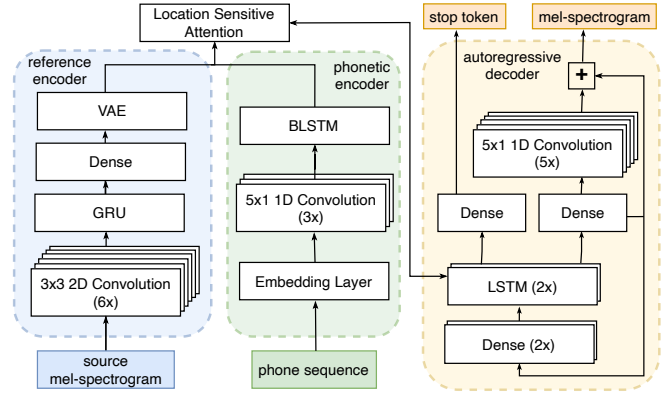 Location Sensitive
Attention
stop token
mel-spectrogram
reference
encoder
phonetic
encoder
autoregressive
decoder
+
VAE
BLSTM
5x1 1D Convolution
(5x)
Dense
5x1 1D Convolution
(3x)
GRU
Dense
Dense
3x3 2D Convolution
(6x)
Embedding Layer
LSTM (2x)
Dense (2x)
source
mel-spectrogram
phone sequence